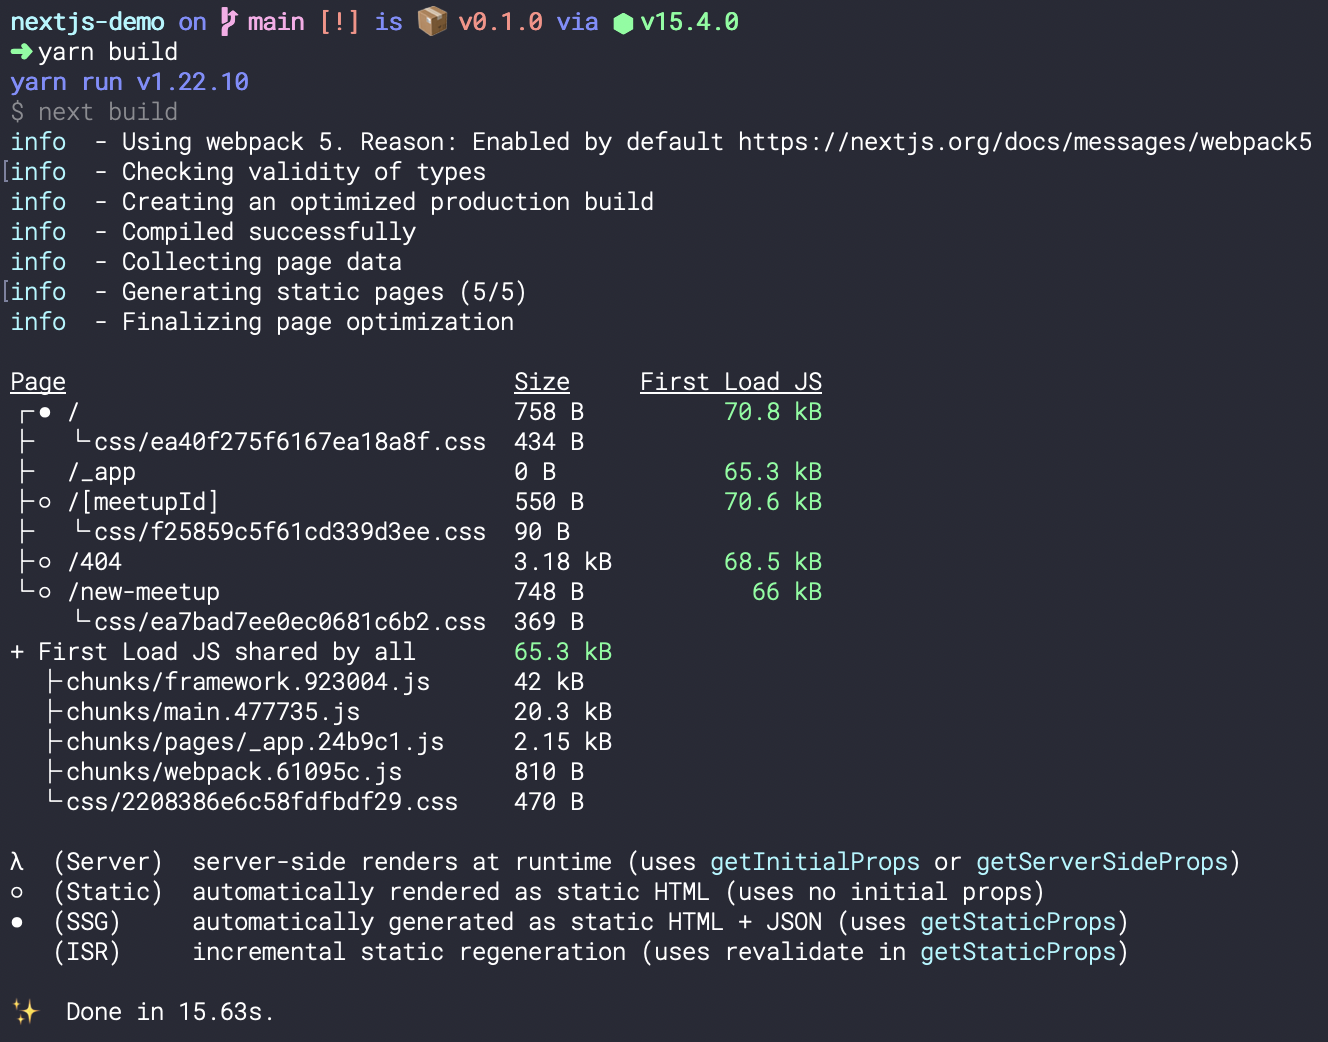 nextjs-demo on main [!] is 📦 v0.1.0 via ⬢ v15.4.0
➜ yarn build
yarn run v1.22.10
$ next build
info  - Using webpack 5. Reason: Enabled by default https://nextjs.org/docs/messages/webpack5
[info  - Checking validity of types
info  - Creating an optimized production build
info  - Compiled successfully
info  - Collecting page data
[info  - Generating static pages (5/5)
info  - Finalizing page optimization
Page                                Size     First Load JS
┌ ● /                               758 B          70.8 kB
├   └ css/ea40f275f6167ea18a8f.css  434 B
├   /_app                           0 B            65.3 kB
├ ○ /[meetupId]                     550 B          70.6 kB
├   └ css/f25859c5f61cd339d3ee.css  90 B
├ ○ /404                            3.18 kB        68.5 kB
└ ○ /new-meetup                     748 B            66 kB
    └ css/ea7bad7ee0ec0681c6b2.css  369 B
+ First Load JS shared by all       65.3 kB
  ├ chunks/framework.923004.js      42 kB
  ├ chunks/main.477735.js           20.3 kB
  ├ chunks/pages/_app.24b9c1.js     2.15 kB
  ├ chunks/webpack.61095c.js        810 B
  └ css/2208386e6c58fdfbdf29.css    470 B
λ  (Server)  server-side renders at runtime (uses getInitialProps or getServerSideProps)
○  (Static)  automatically rendered as static HTML (uses no initial props)
●  (SSG)     automatically generated as static HTML + JSON (uses getStaticProps)
   (ISR)     incremental static regeneration (uses revalidate in getStaticProps)
✨  Done in 15.63s.